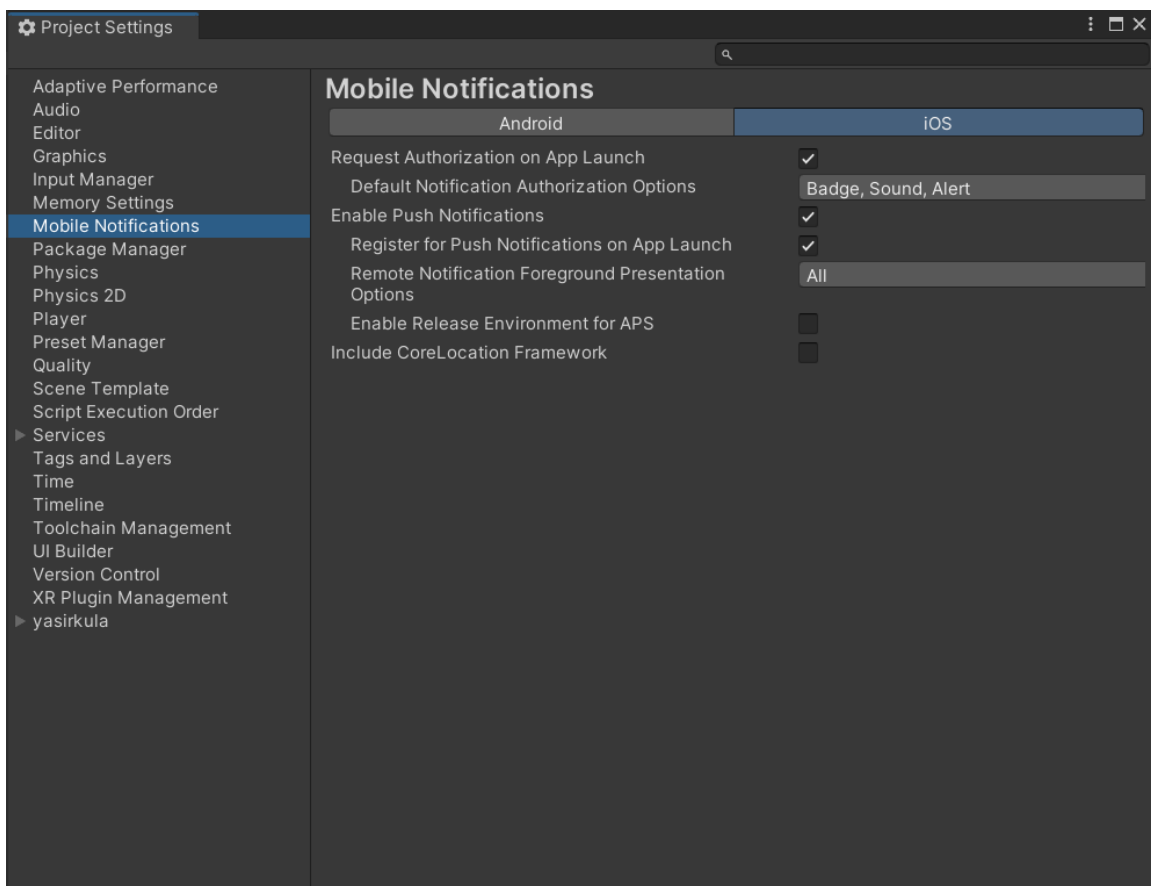 Project Settings
Adaptive Performance
Audio
Editor
Graphics
Input Manager
Memory Settings
Mobile Notifications
Package Manager
Physics
Physics 2D
Player
Preset Manager
Quality
Scene Template
Script Execution Order
Services
Tags and Layers
Time
Timeline
Toolchain Management
UI Builder
Version Control
XR Plugin Management
yasirkula
Mobile Notifications
Android
iOS
Request Authorization on App Launch
Default Notification Authorization Options
Badge, Sound, Alert
Enable Push Notifications
Register for Push Notifications on App Launch
Remote Notification Foreground Presentation
Options
All
Enable Release Environment for APS
Include CoreLocation Framework